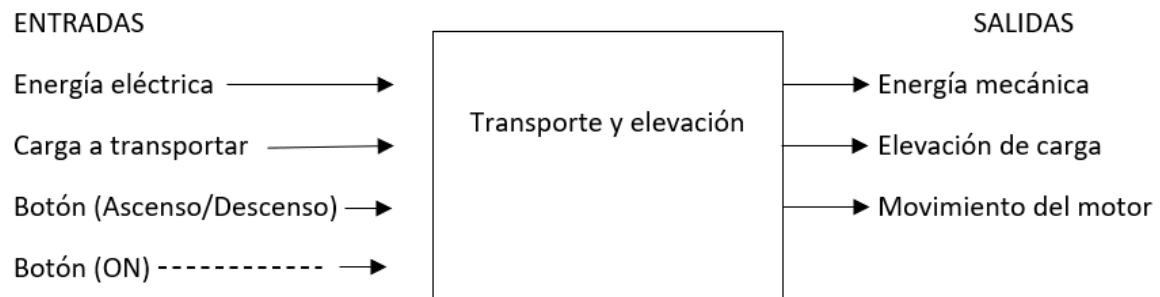 ENTRADAS
SALIDAS
Energía eléctrica
Energía mecánica
Carga a transportar
Transporte y elevación
Elevación de carga
Botón (Ascenso/Descenso)
Movimiento del motor
Botón (ON)